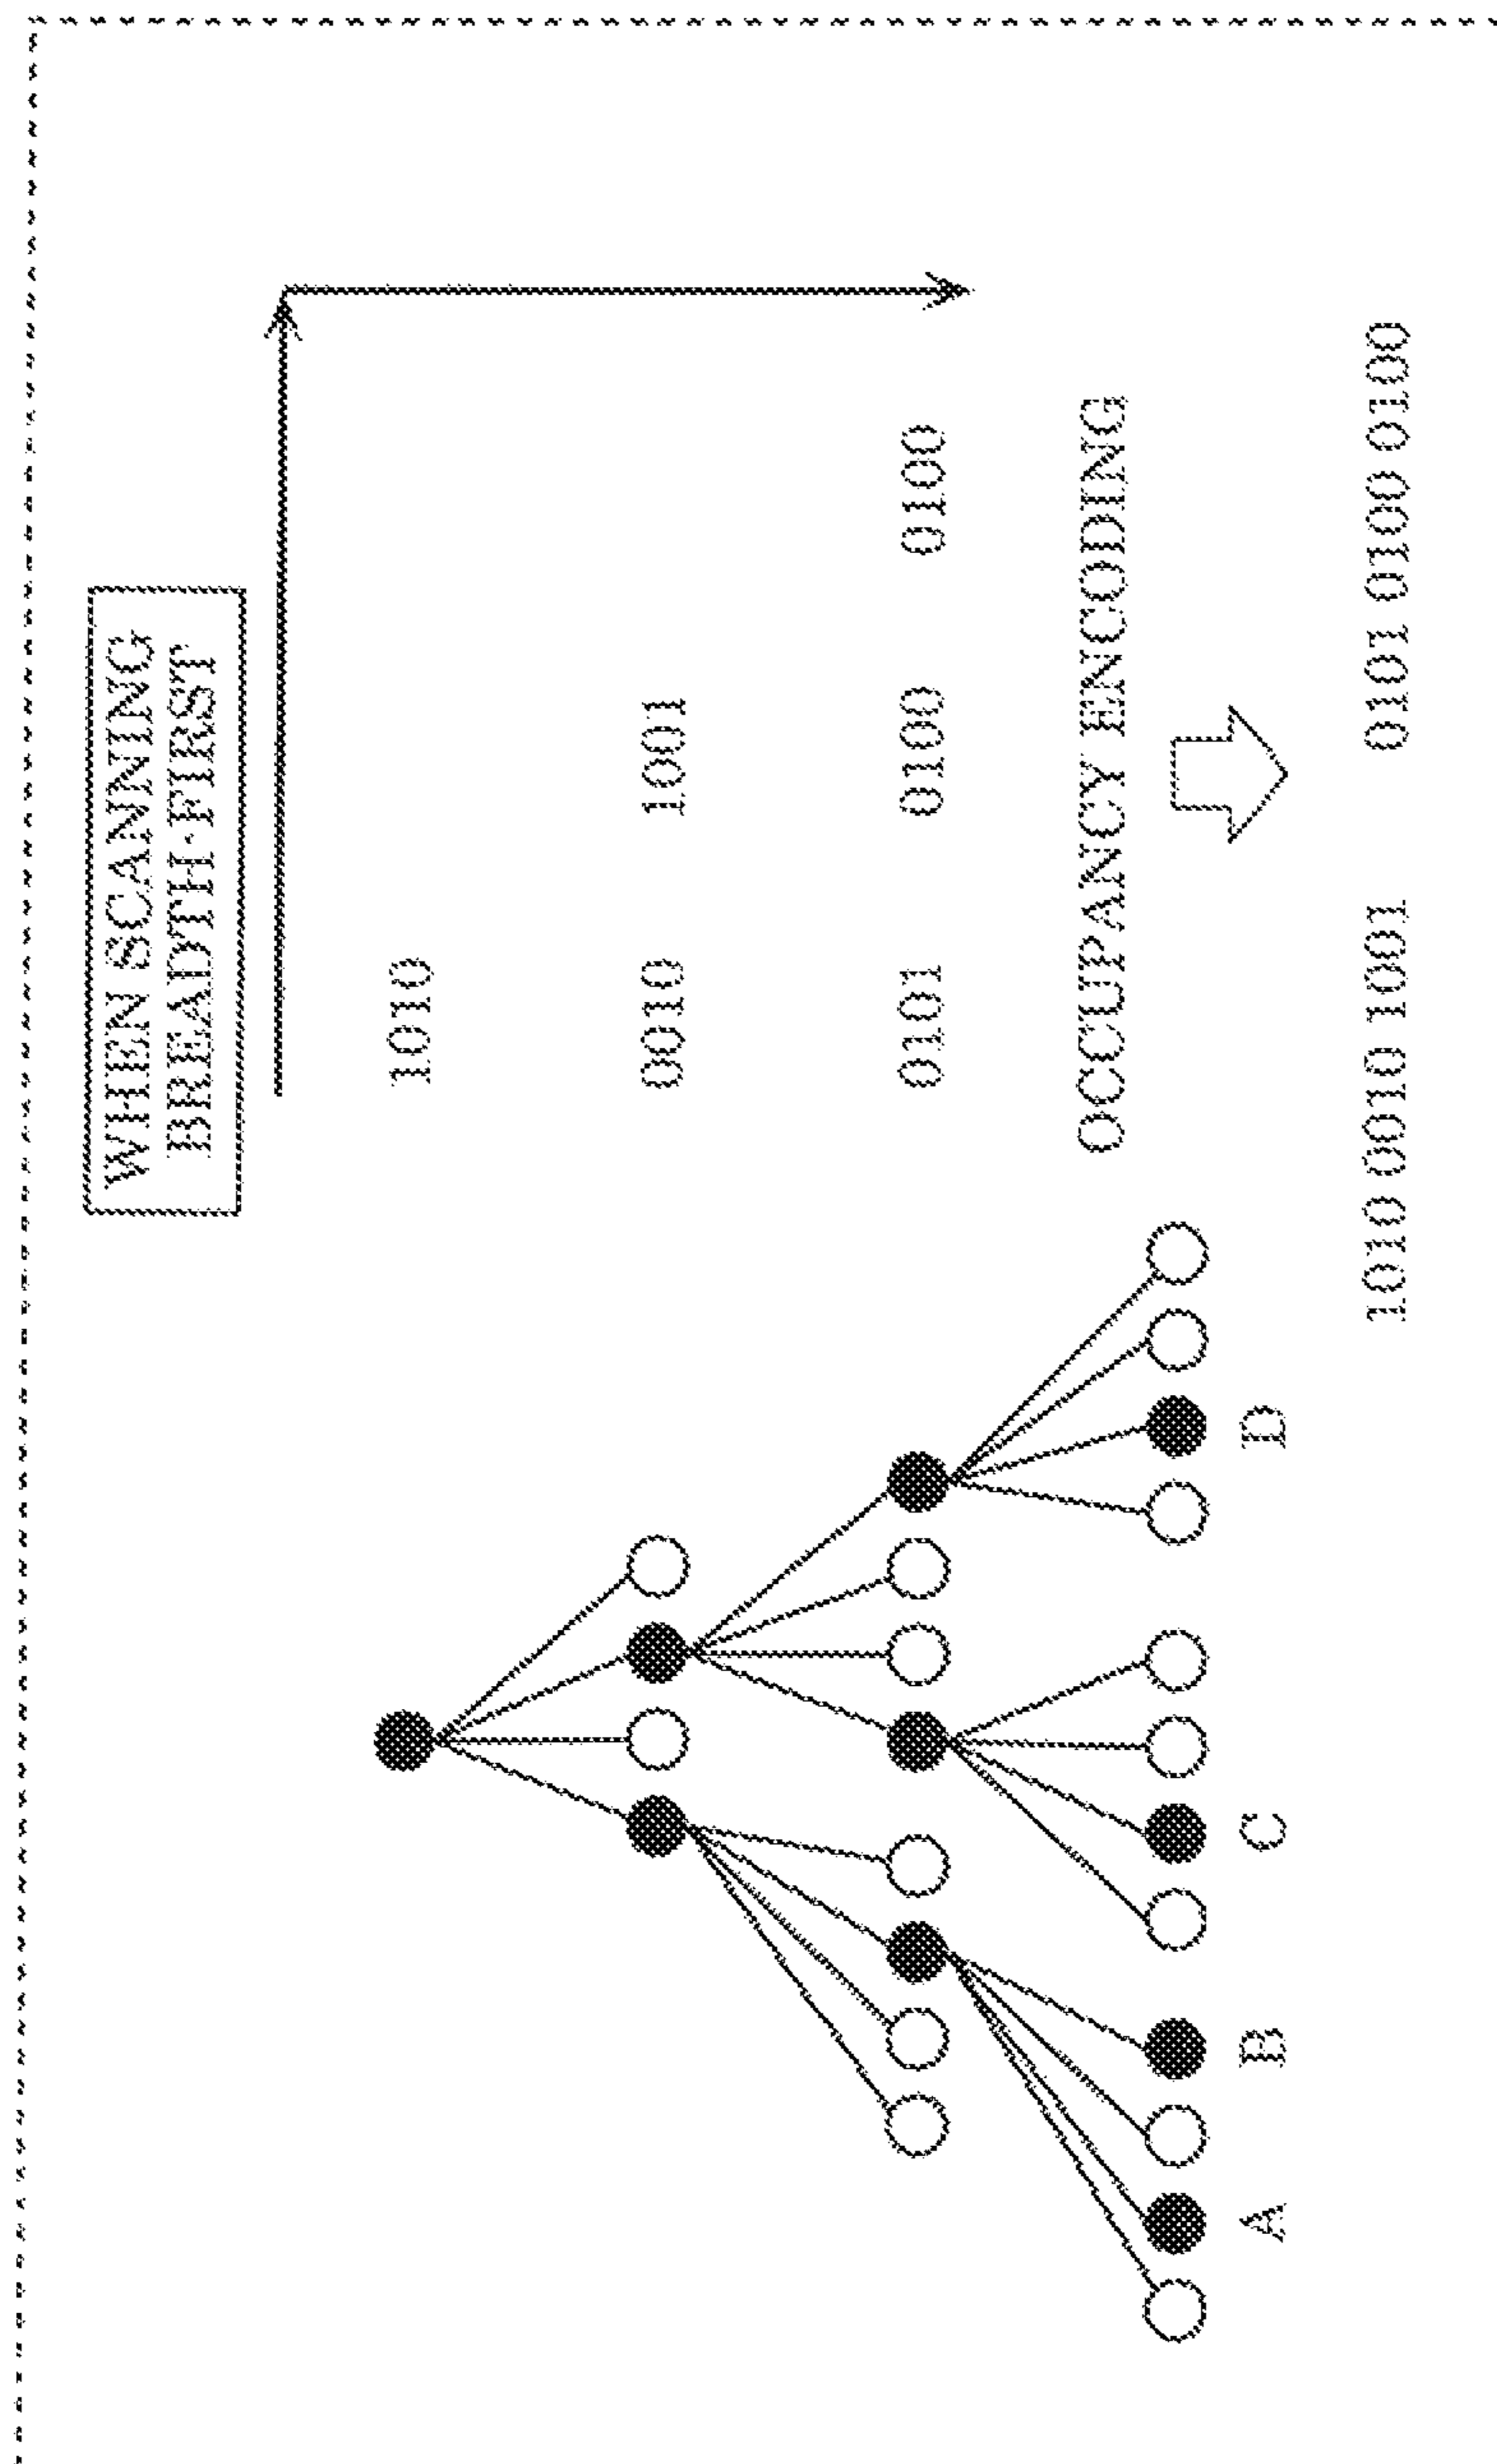 WHEN SCANNING
BREADTH-FIRST
1010
0010 1001
0101 0100 0100
OCCUPANCY ENCODING
A B C D
1010 0010 1001 0101 0100 0100